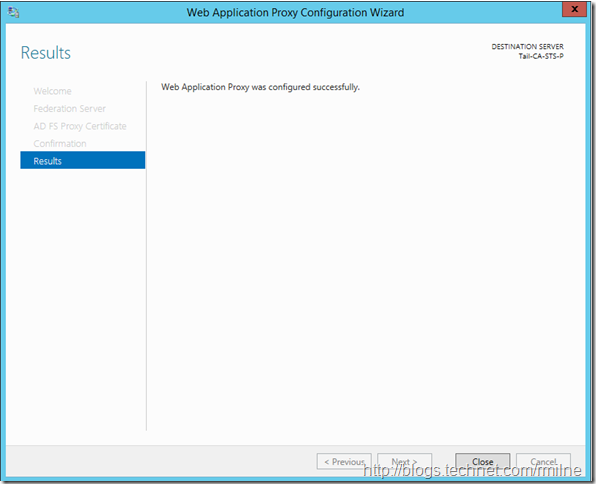 Web Application Proxy Configuration Wizard
x
Results
DESTINATION SERVER
Tail-CA-STS-P
Welcome
Federation Server
AD FS Proxy Certificate
Confirmation
Results
Web Application Proxy was configured successfully.
< Previous
Next >
Close
Cancel
http://blogs.technet.com/rmilne